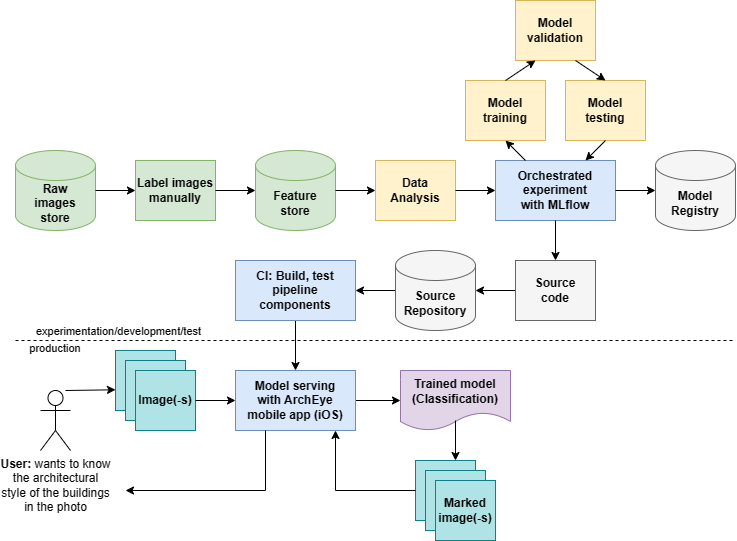 Model
validation
Model
training
Model
testing
Raw
images
store
Label images
manually
Feature
store
Data
Analysis
Orchestrated
experiment
with MLflow
Model
Registry
CI: Build, test
pipeline
components
Source
Repository
Source
code
experimentation/development/test
production
Image(-s)
Model serving
with ArchEye
mobile app (iOS)
Trained model
(Classification)
User: wants to know
the architectural
style of the buildings
in the photo
Marked
image(-s)